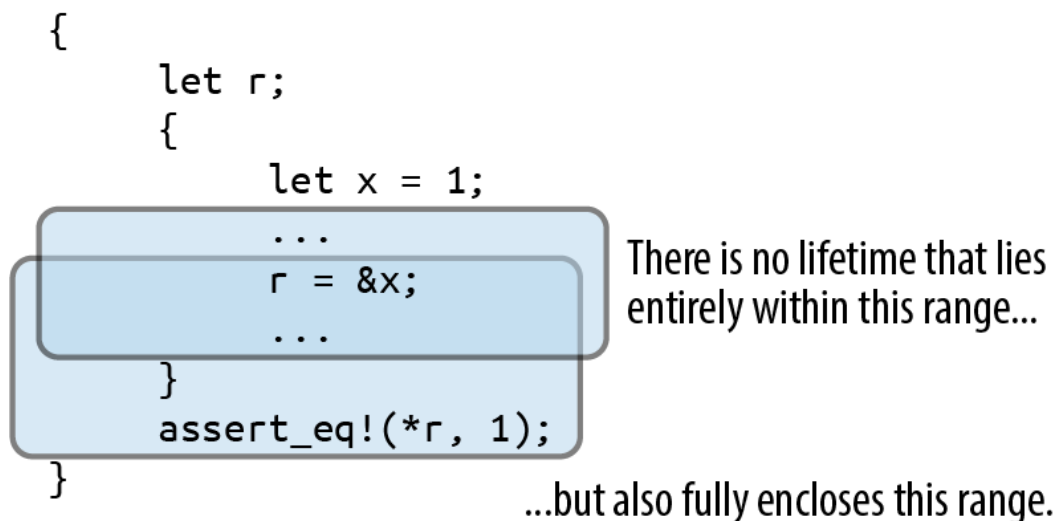 {
let r;
{
let x = 1;
...
r = &x;
...
}
assert_eq!(*r, 1);
}
There is no lifetime that lies
entirely within this range...
...but also fully encloses this range.